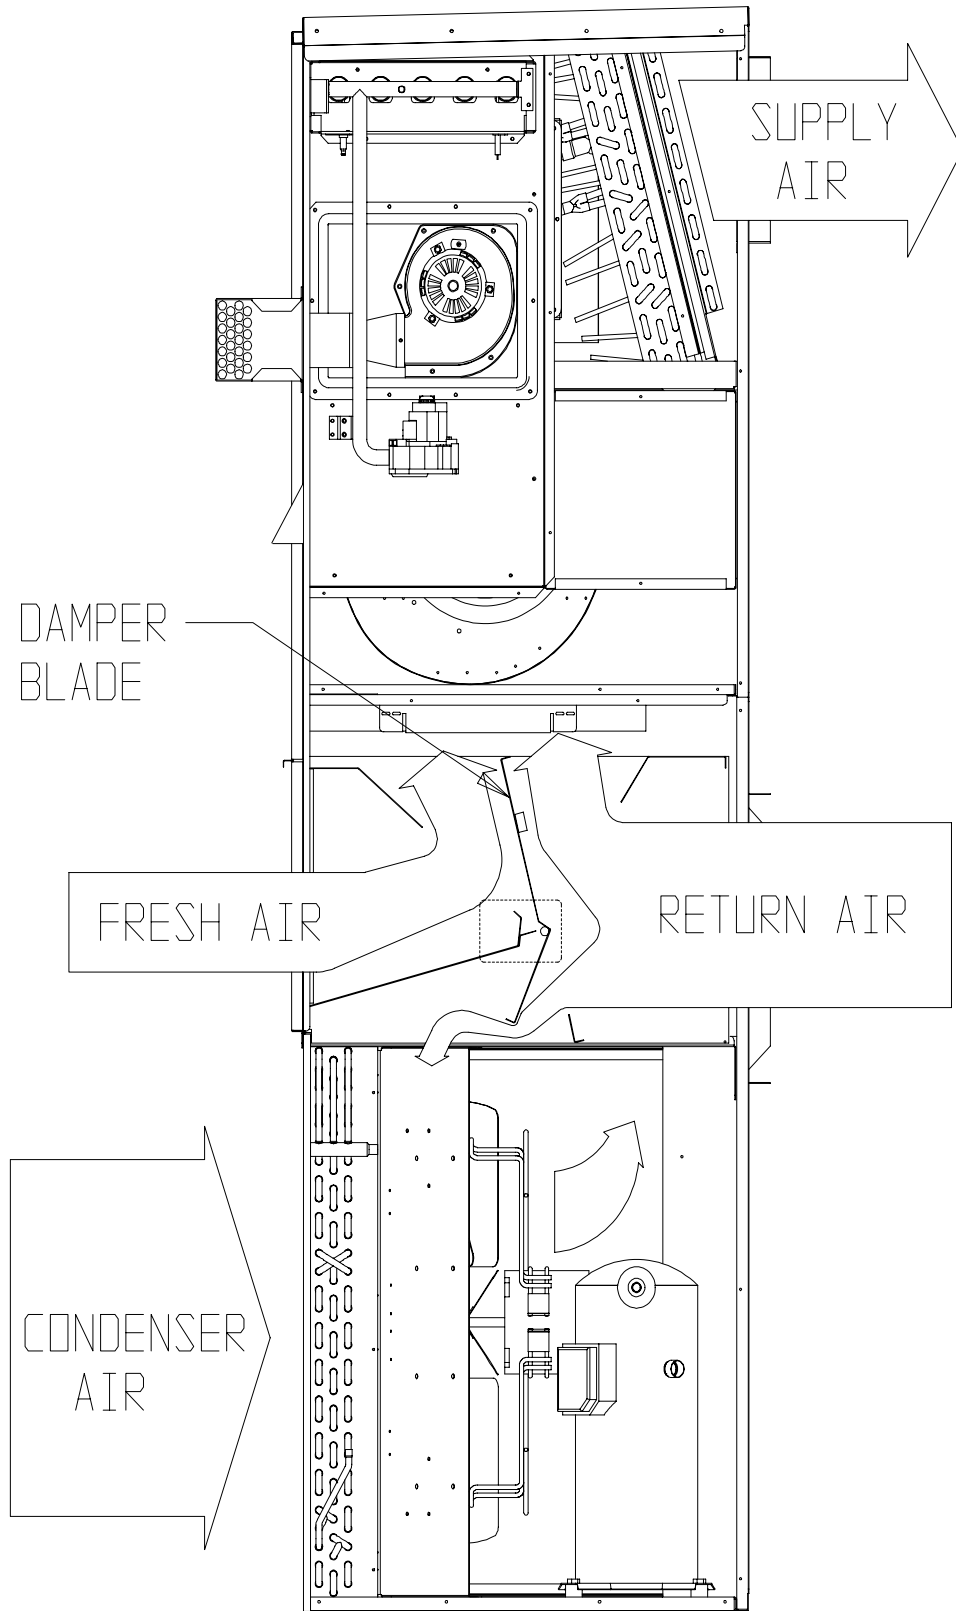 SUPPLY
AIR
DAMPER
BLADE
FRESH AIR
RETURN AIR
CONDENSER
AIR